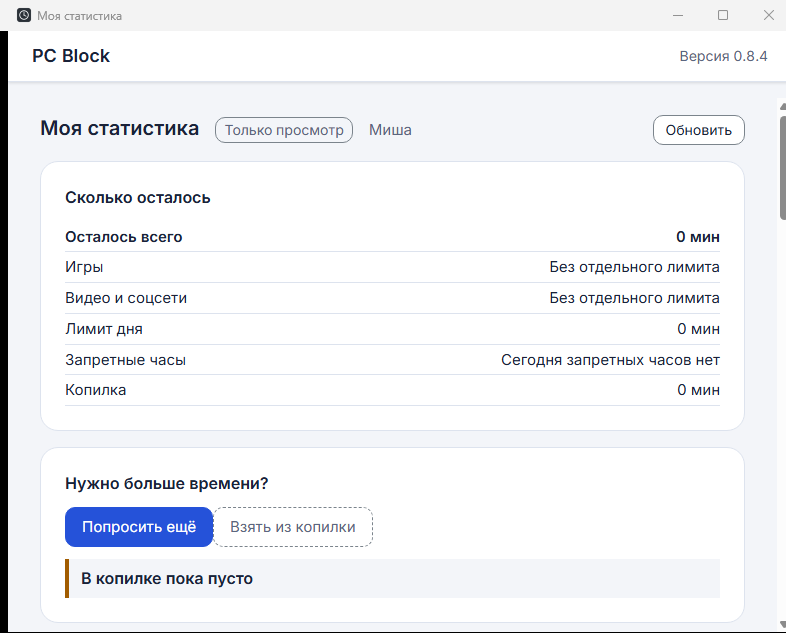 Моя статистика
PC Block
Версия 0.8.4
Моя статистика Только просмотр Миша Обновить
Сколько осталось
Осталось всего 0 мин
Игры Без отдельного лимита
Видео и соцсети Без отдельного лимита
Лимит дня 0 мин
Запретные часы Сегодня запретных часов нет
Копилка 0 мин
Нужно больше времени?
Попросить ещё Взять из копилки
В копилке пока пусто